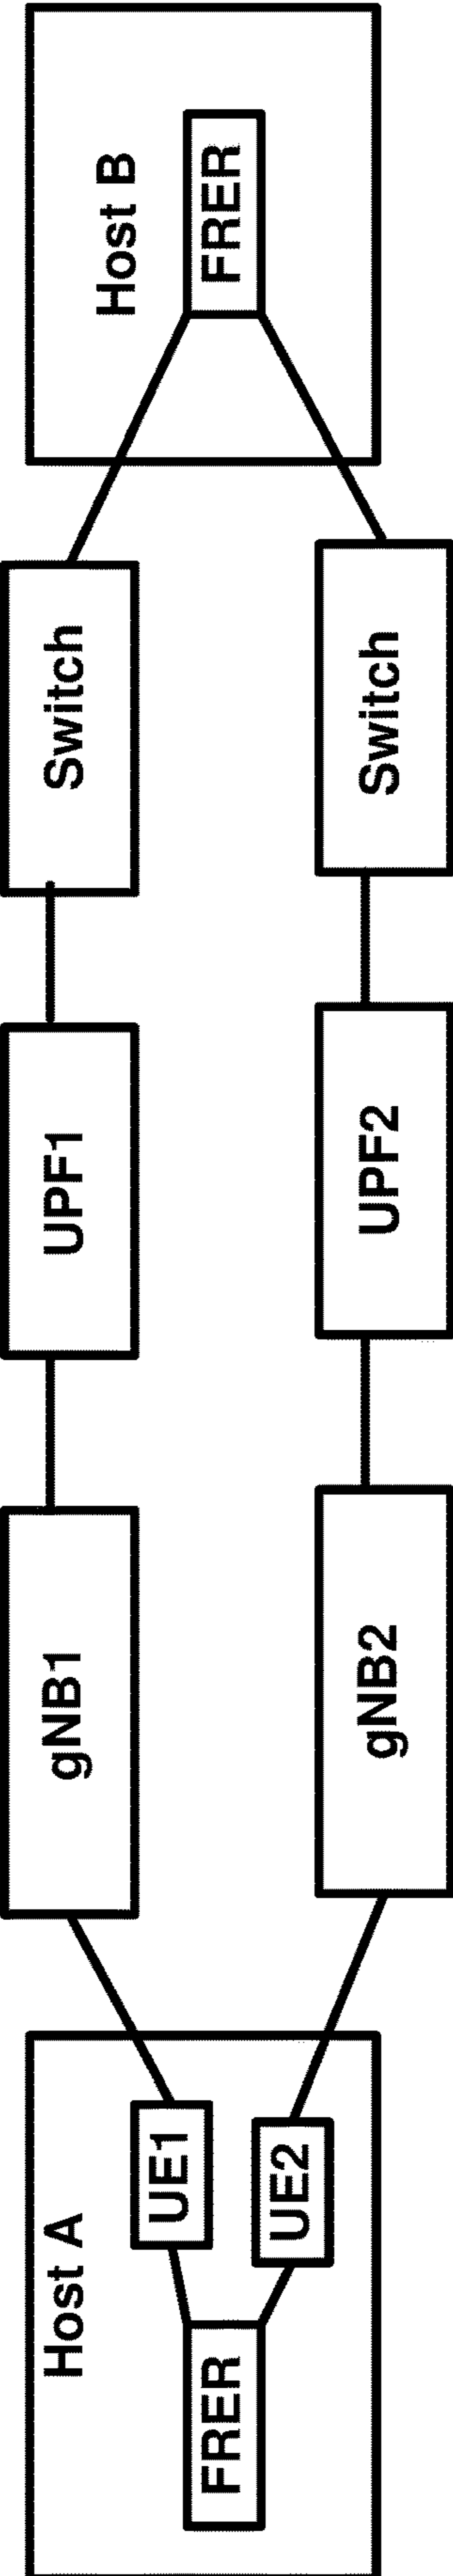 Host A
FRER
UE1
UE2
gNB1
UPF1
Switch
gNB2
UPF2
Switch
Host B
FRER